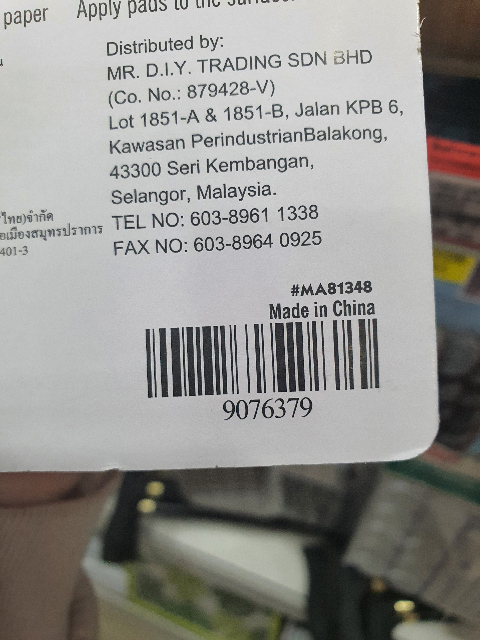 paper Apply pads to the surface.
Distributed by:
MR. D.I.Y. TRADING SDN BHD
(Co. No.: 879428-V)
Lot 1851-A & 1851-B, Jalan KPB 6,
Kawasan PerindustrianBalakong,
43300 Seri Kembangan,
Selangor, Malaysia.
ไทย)จำกัด
TEL NO: 603-8961 1338
อเมืองสมุทรปราการ
FAX NO: 603-8964 0925
401-3
#MA81348
Made in China
9076379